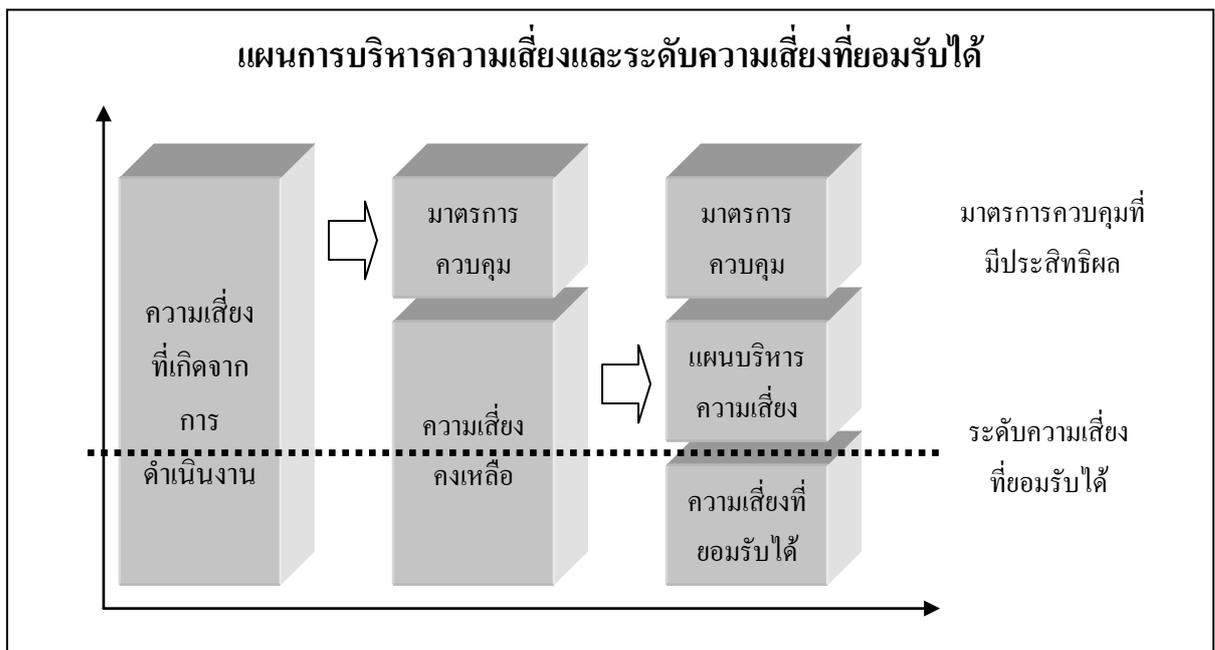 แผนการบริหารความเสี่ยงและระดับความเสี่ยงที่ยอมรับได้
ความเสี่ยง
ที่เกิดจาก
การ
ดำเนินงาน
มาตรการ
ควบคุม
ความเสี่ยง
คงเหลือ
มาตรการ
ควบคุม
แผนบริหาร
ความเสี่ยง
ความเสี่ยงที่
ยอมรับได้
มาตรการควบคุมที่
มีประสิทธิผล
ระดับความเสี่ยง
ที่ยอมรับได้